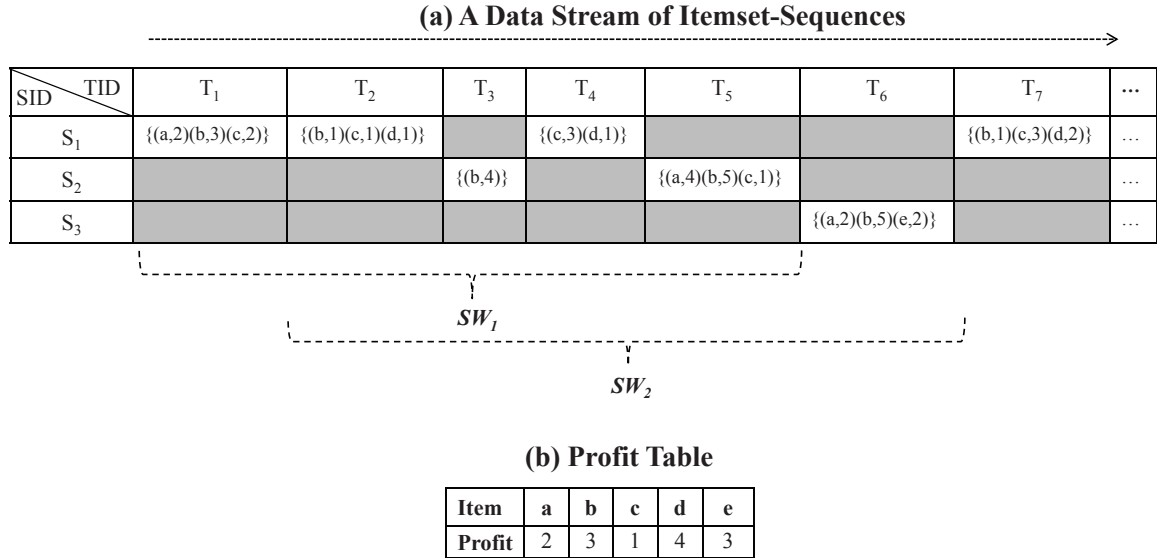 (a) A Data Stream of Itemset-Sequences
SID TID T1 T2 T3 T4 T5 T6 T7 ...
S1 {(a,2)(b,3)(c,2)} {(b,1)(c,1)(d,1)} {(c,3)(d,1)} {(b,1)(c,3)(d,2)} ...
S2 {(b,4)} {(a,4)(b,5)(c,1)} ...
S3 {(a,2)(b,5)(e,2)} ...
SW1
SW2
(b) Profit Table
Item a b c d e
Profit 2 3 1 4 3